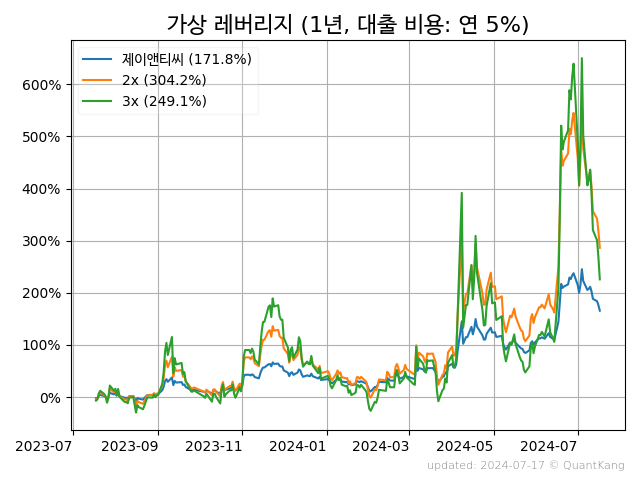 가상 레버리지 (1년, 대출 비용: 연 5%)
제이앤티씨 (171.8%)
2x (304.2%)
3x (249.1%)
600%
500%
400%
300%
200%
100%
0%
2023-07 2023-09 2023-11 2024-01 2024-03 2024-05 2024-07
updated: 2024-07-17 © QuantKang